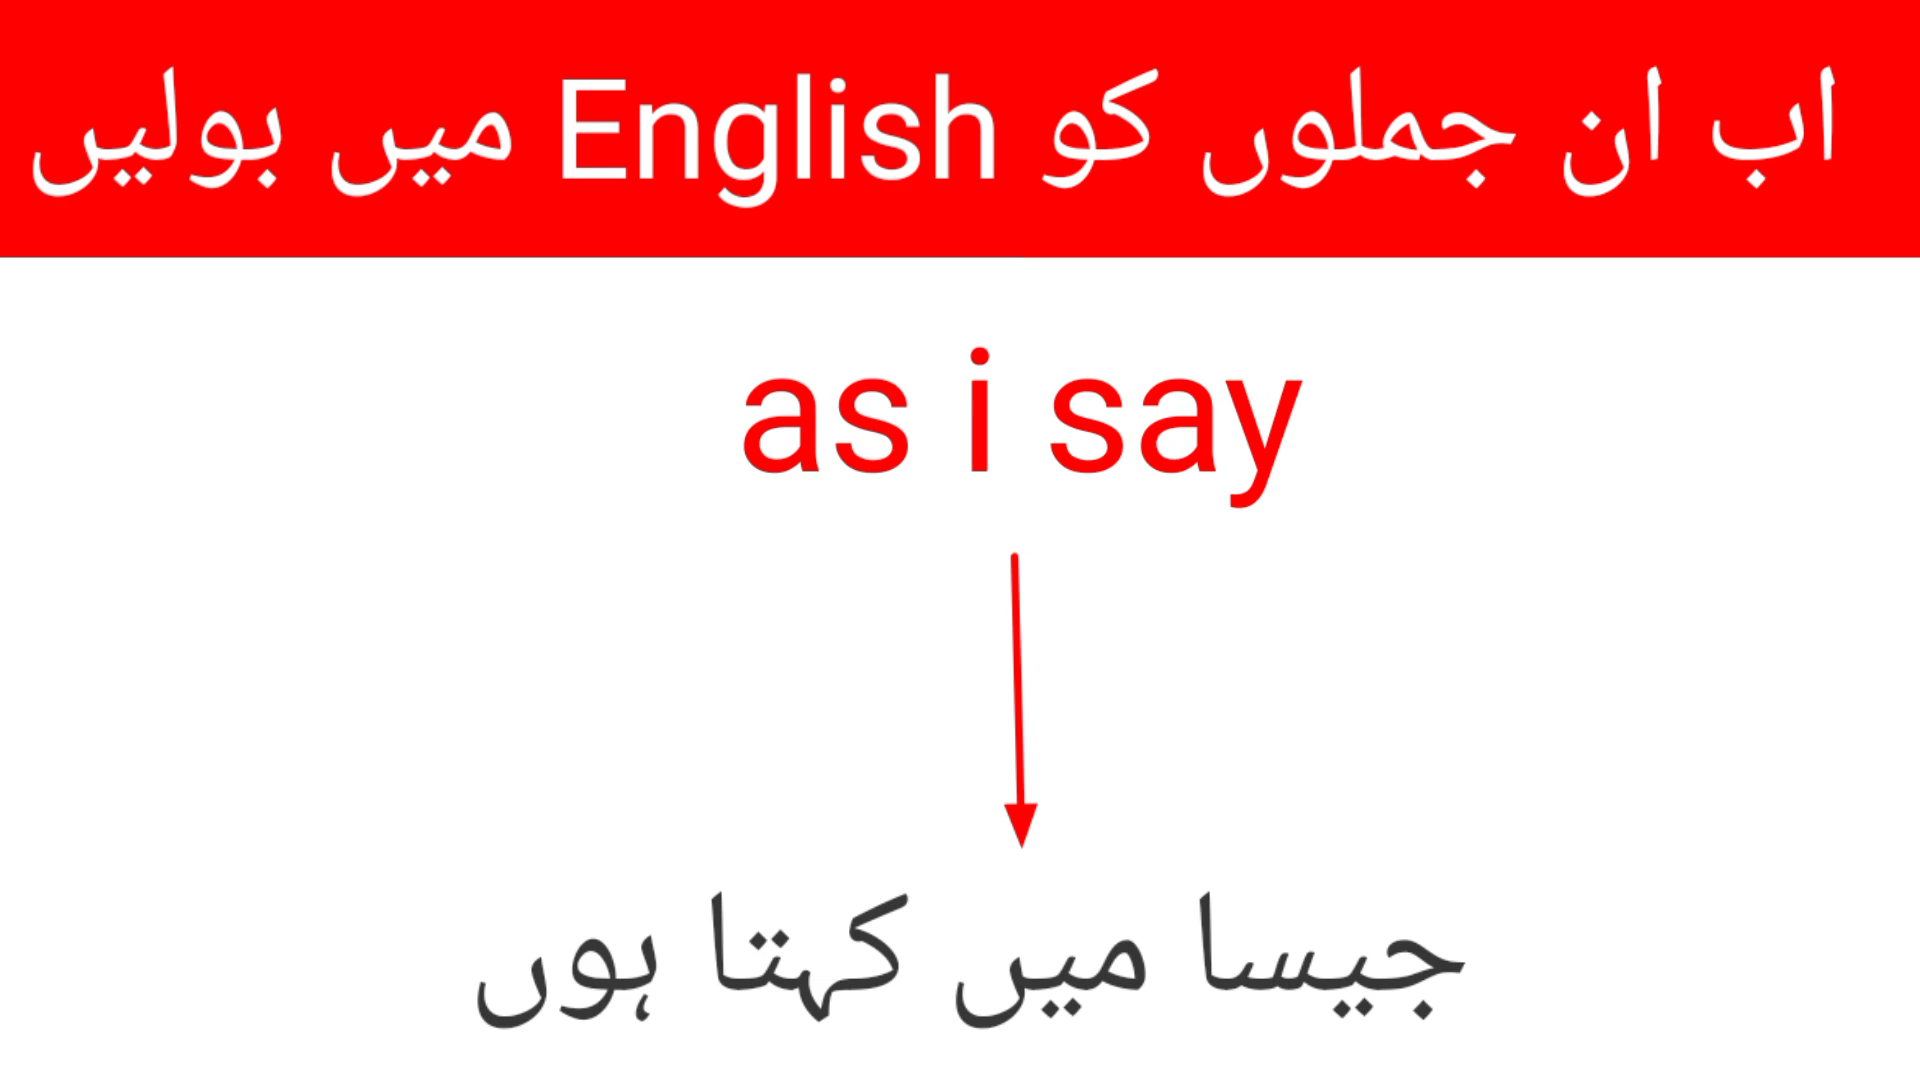 اب ان جملوں کو English میں بولیں
as i say
جیسا میں کہتا ہوں